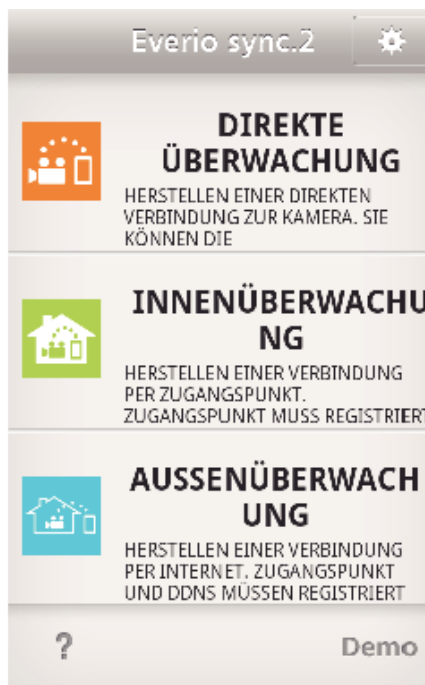 Everio sync.2
DIREKTE
ÜBERWACHUNG
HERSTELLEN EINER DIREKTEN
VERBINDUNG ZUR KAMERA. SIE
KÖNNEN DIE
INNENÜBERWACHU
NG
HERSTELLEN EINER VERBINDUNG
PER ZUGANGSPUNKT.
ZUGANGSPUNKT MUSS REGISTRIERT
AUSSENÜBERWACH
UNG
HERSTELLEN EINER VERBINDUNG
PER INTERNET. ZUGANGSPUNKT
UND DDNS MÜSSEN REGISTRIERT
? Demo